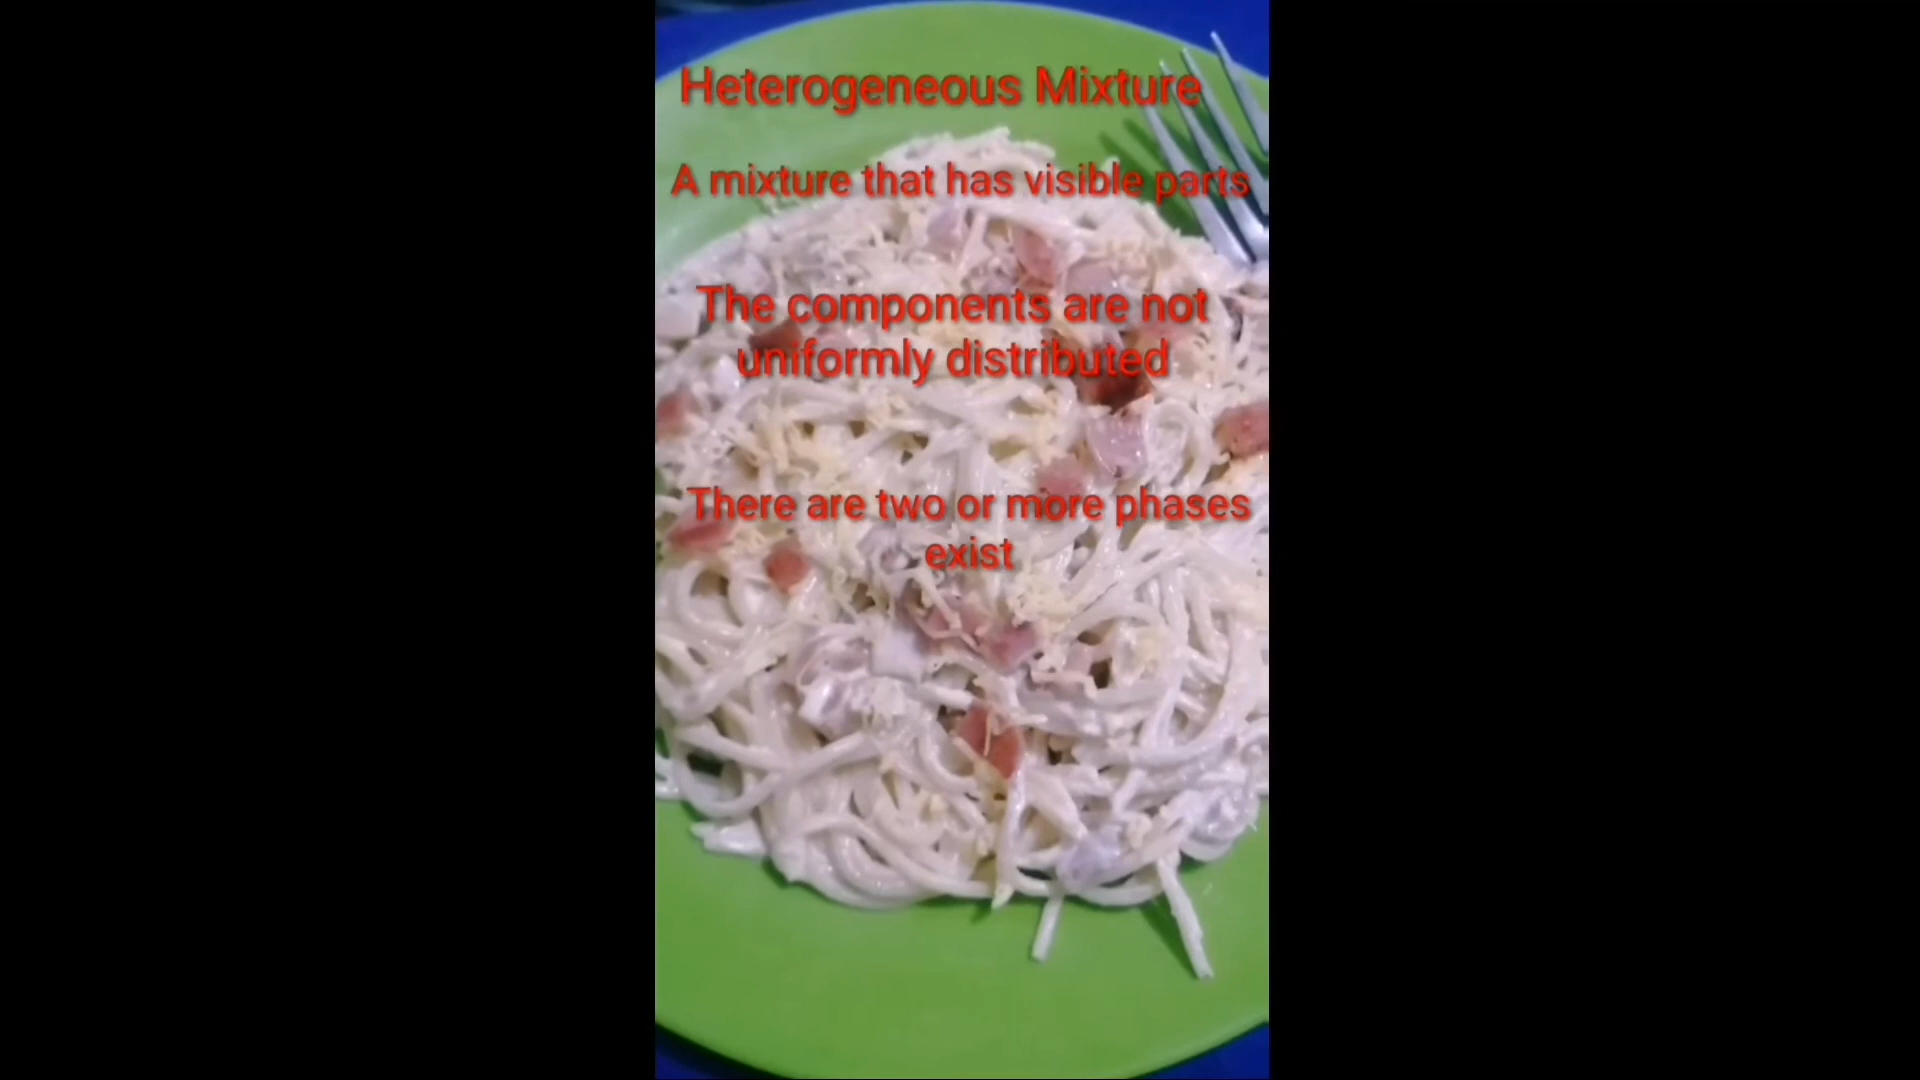 Heterogeneous Mixture
A mixture that has visible parts
The components are not
uniformly distributed
There are two or more phases
exist